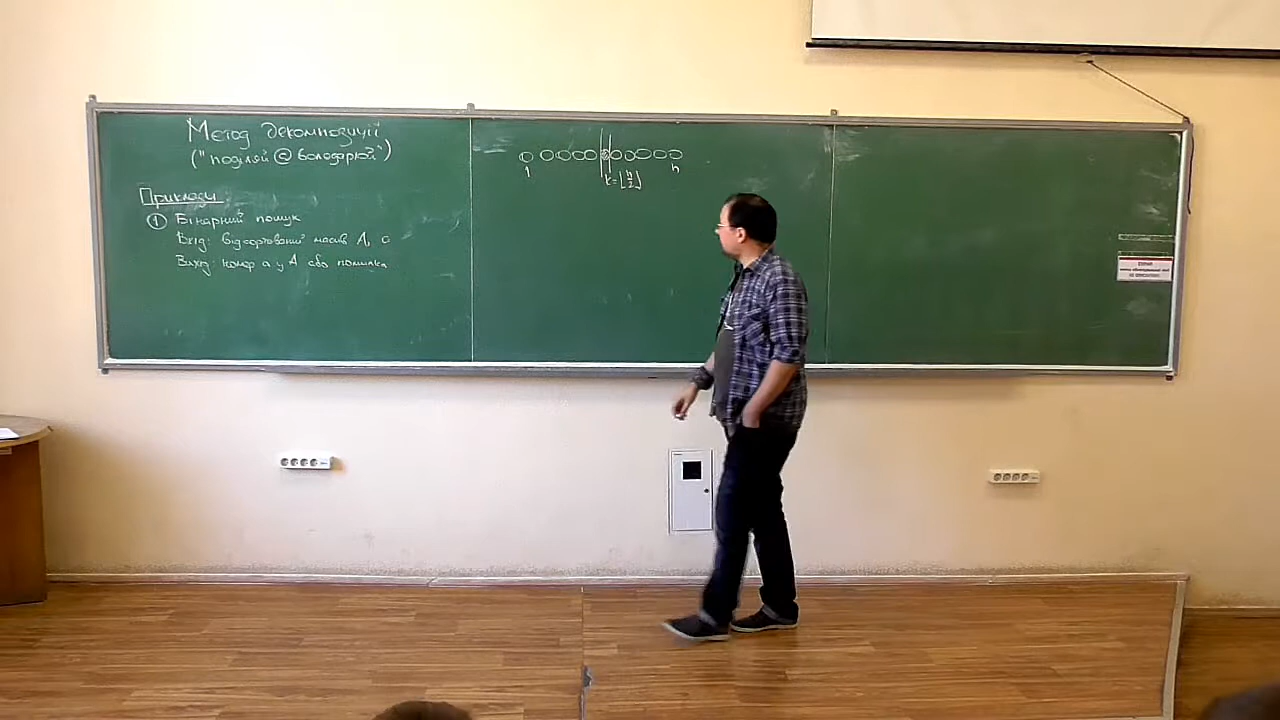 Метод декомпозиції
("поділяй @ володарюй")
Приклади
① Бінарний пошук
Вхід: відсортований масив A, a
Вихід: номер a у A або помилка
1
n
k = ⌊n/2⌋